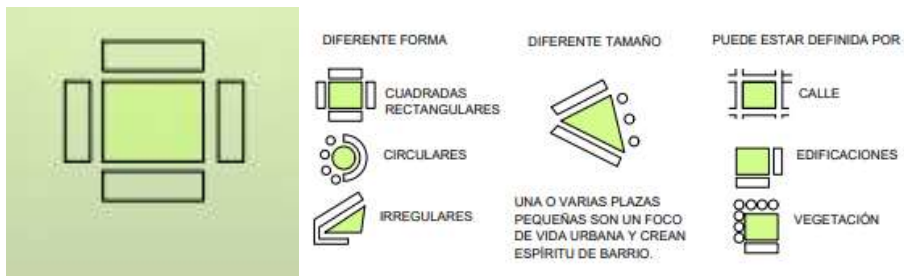 DIFERENTE FORMA
CUADRADAS
RECTANGULARES
CIRCULARES
IRREGULARES
DIFERENTE TAMAÑO
UNA O VARIAS PLAZAS
PEQUEÑAS SON UN FOCO
DE VIDA URBANA Y CREAN
ESPÍRITU DE BARRIO.
PUEDE ESTAR DEFINIDA POR
CALLE
EDIFICACIONES
VEGETACIÓN